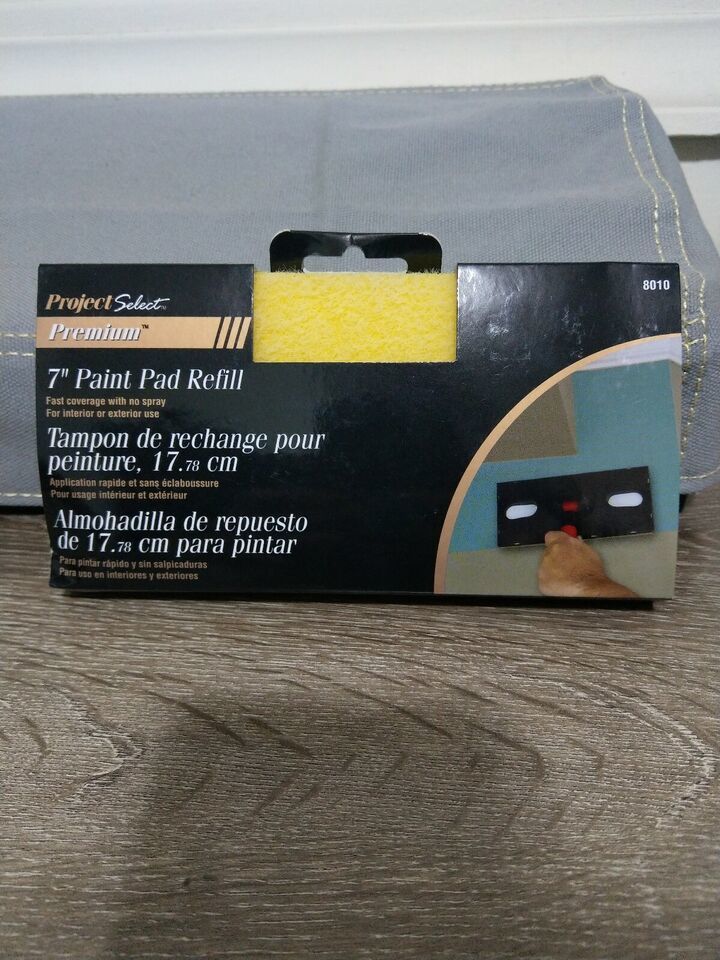 8010
Project Select™
Premium™
7" Paint Pad Refill
Fast coverage with no spray
For interior or exterior use
Tampon de rechange pour
peinture, 17.78 cm
Application rapide et sans éclaboussure
Pour usage intérieur et extérieur
Almohadilla de repuesto
de 17.78 cm para pintar
Para pintar rápido y sin salpicaduras
Para uso en interiores y exteriores